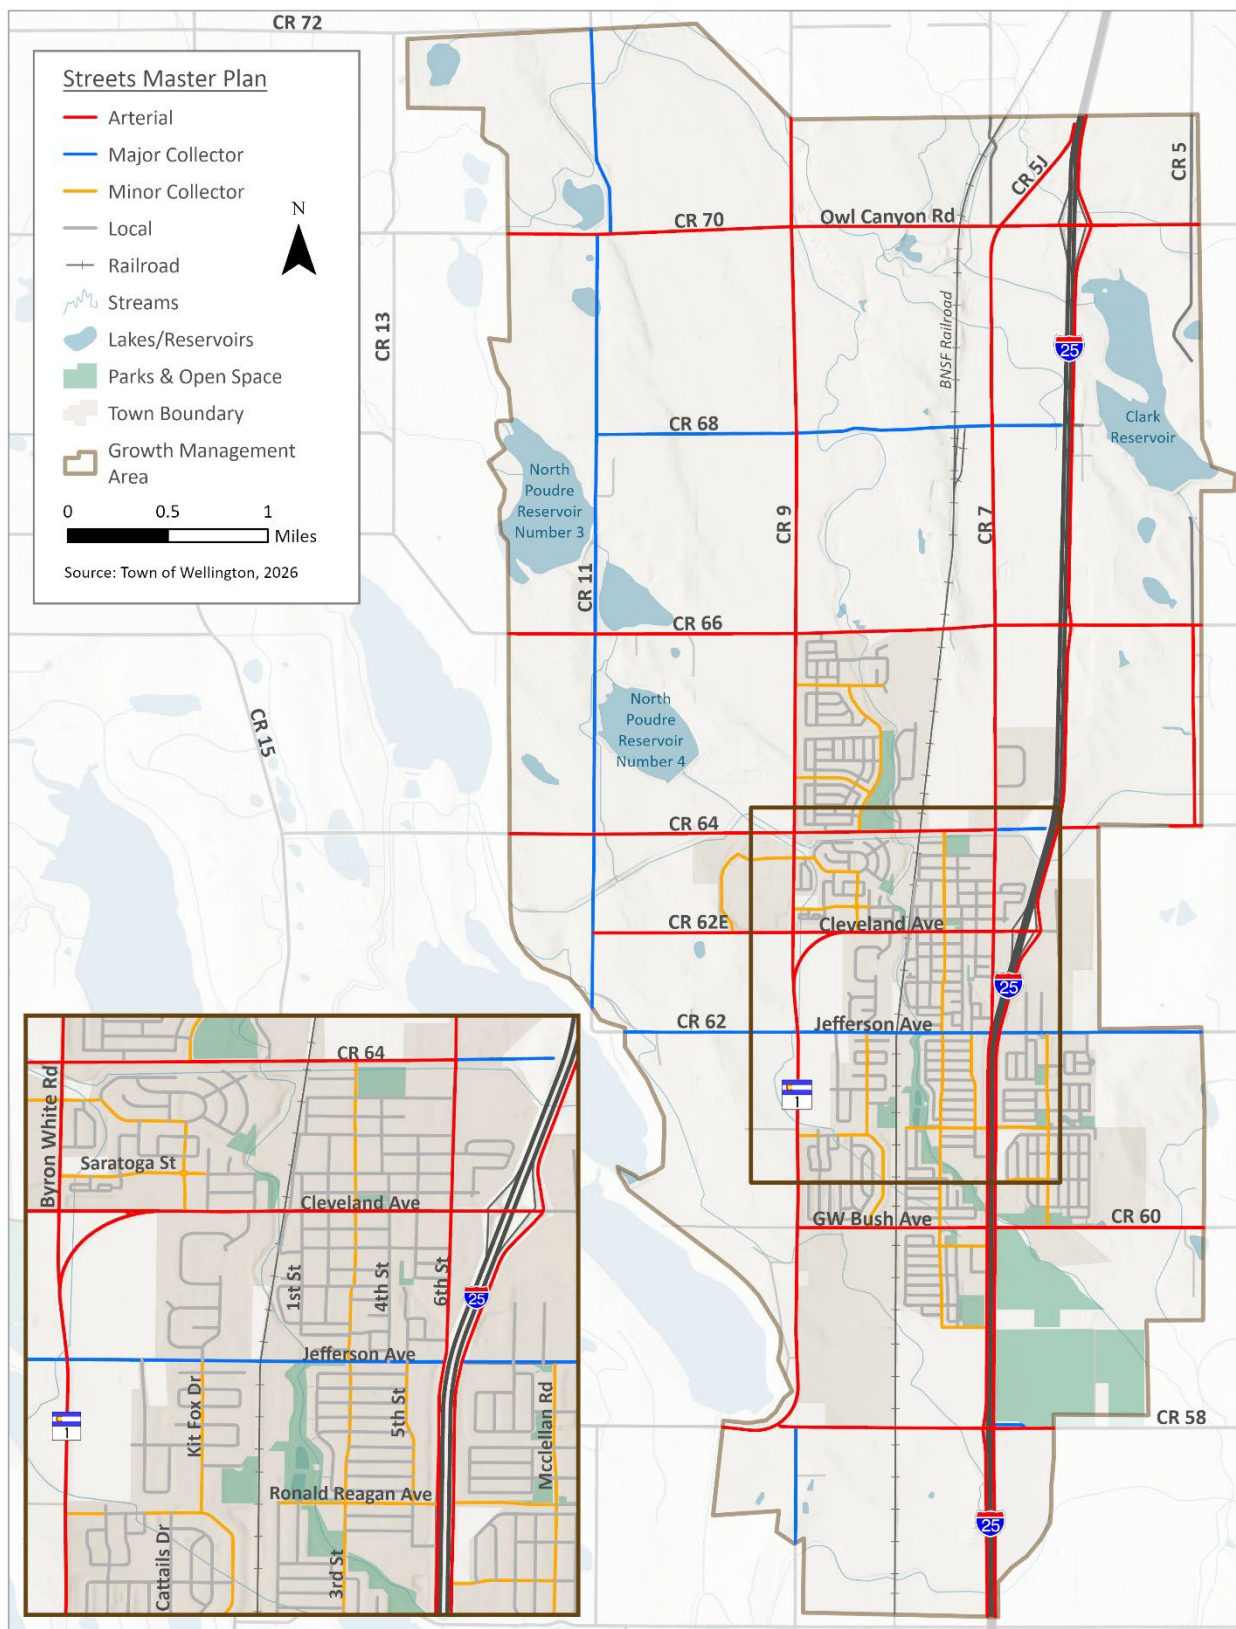 CR 72
Streets Master Plan
Arterial
Major Collector
Minor Collector
Local
Railroad
Streams
Lakes/Reservoirs
Parks & Open Space
Town Boundary
Growth Management
Area
N
0 0.5 1
Miles
Source: Town of Wellington, 2026
CR 5J
CR 5
CR 70
Owl Canyon Rd
CR 13
BNSF Railroad
25
Clark
Reservoir
CR 68
North
Poudre
Reservoir
Number 3
CR 9
CR 7
CR 11
CR 66
North
Poudre
Reservoir
Number 4
CR 15
CR 64
CR 62E
Cleveland Ave
25
CR 62
Jefferson Ave
1
GW Bush Ave
CR 60
CR 58
25
CR 64
Byron White Rd
Saratoga St
Cleveland Ave
1st St
4th St
6th St
25
Jefferson Ave
Kit Fox Dr
5th St
Mcclellan Rd
1
Ronald Reagan Ave
Cattails Dr
3rd St